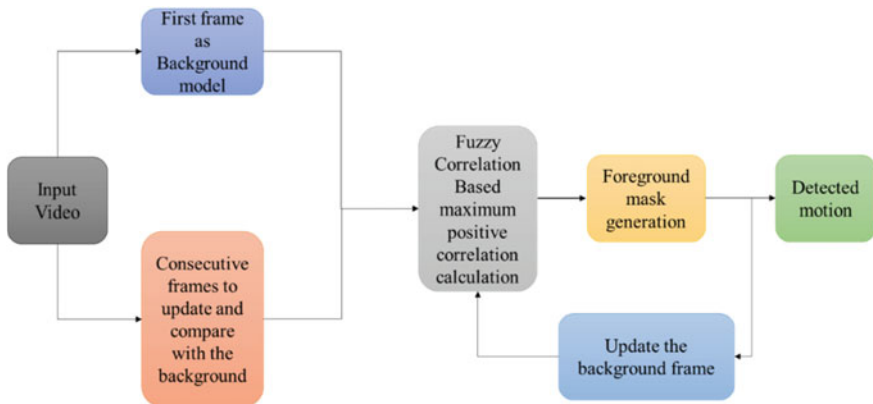 First frame
as
Background
model
Input
Video
Consecutive
frames to
update and
compare
with the
background
Fuzzy
Correlation
Based
maximum
positive
correlation
calculation
Foreground
mask
generation
Detected
motion
Update the
background frame